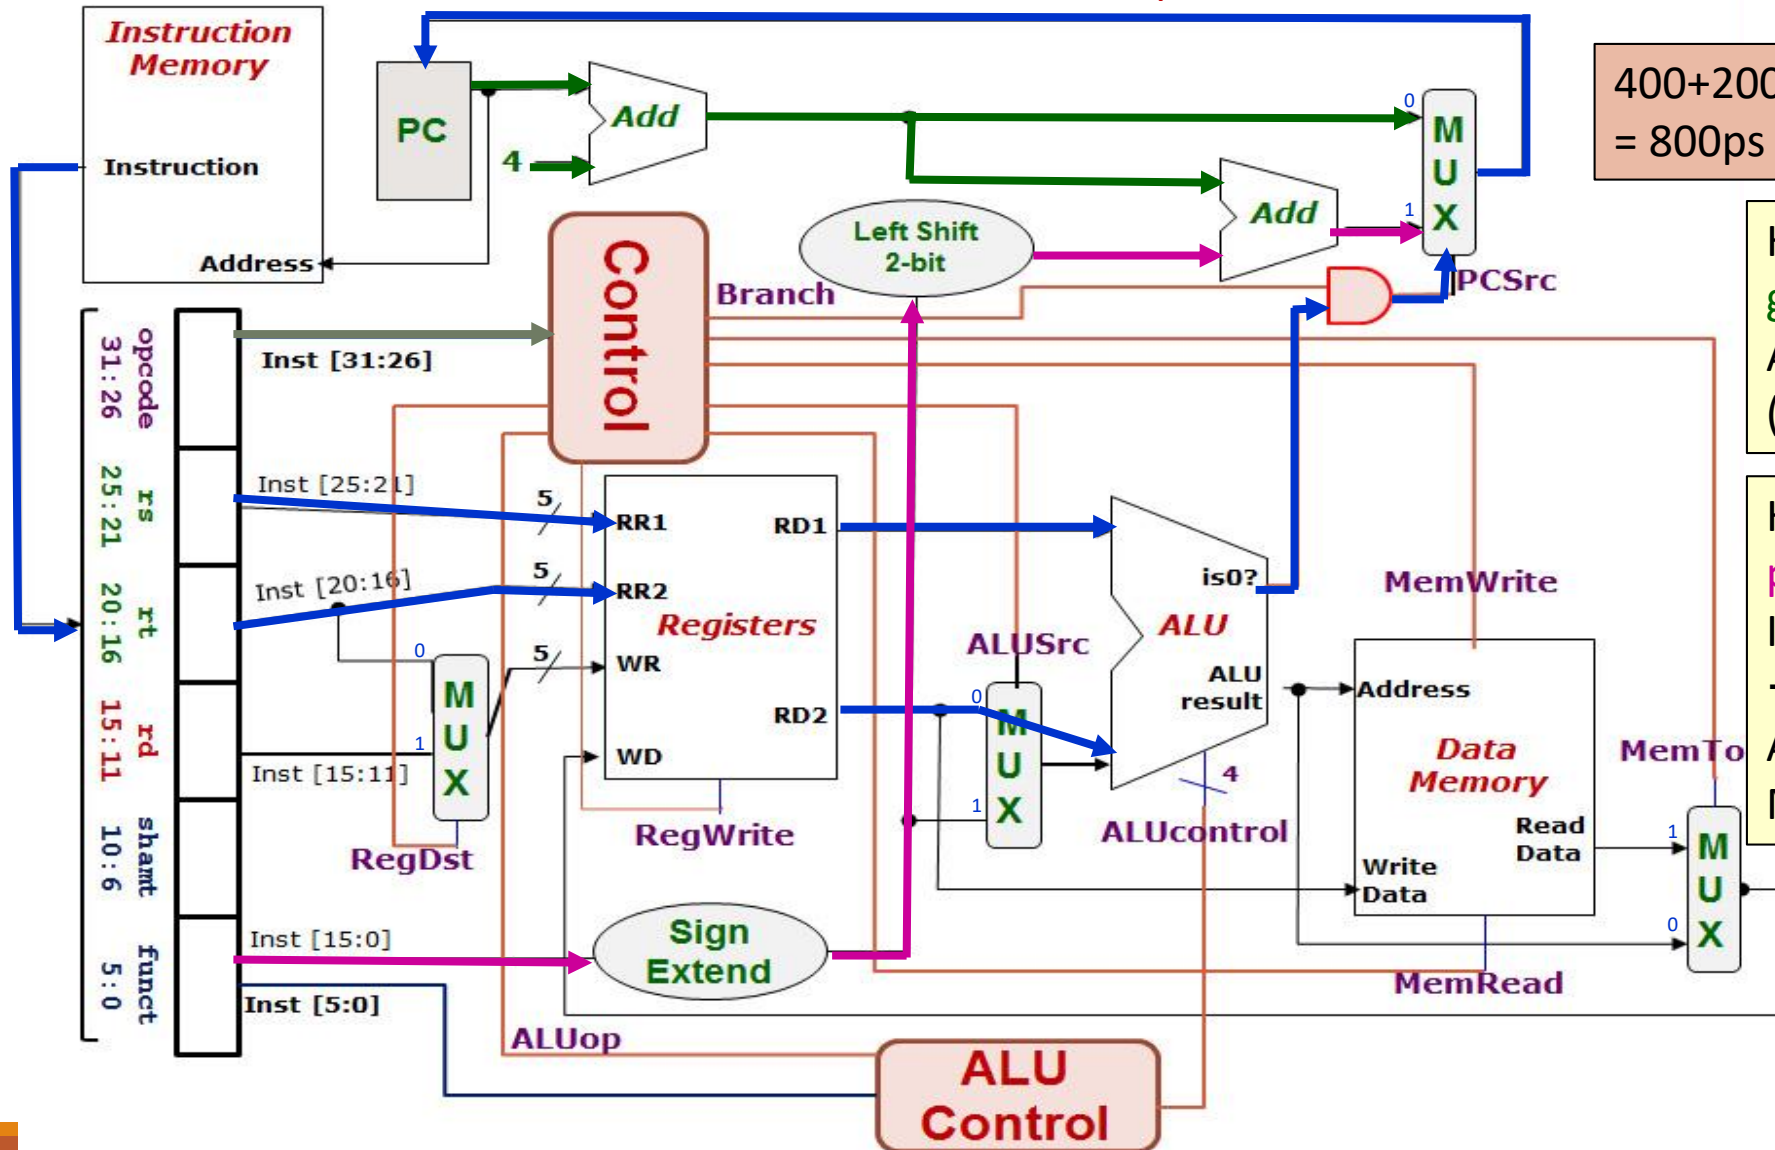 Instruction
Memory
Instruction
Address
PC
4
Add
Add
0
M
U
X
1
400+200
= 800ps
Left Shift
2-bit
PCSrc
Control
Branch
opcode
31:26
Inst [31:26]
rs
25:21
Inst [25:21]
5
rt
20:16
Inst [20:16]
5
rd
15:11
Inst [15:11]
shamt
10:6
funct
5:0
Inst [15:0]
Inst [5:0]
0
M
U
X
1
RegDst
5
RR1
RR2
WR
WD
Registers
RD1
RD2
RegWrite
ALUSrc
0
M
U
X
1
is0?
ALU
ALU
result
4
ALUcontrol
MemWrite
Address
Data
Memory
Read
Data
Write
Data
MemRead
MemTo
1
M
U
X
0
Sign
Extend
ALUop
ALU
Control